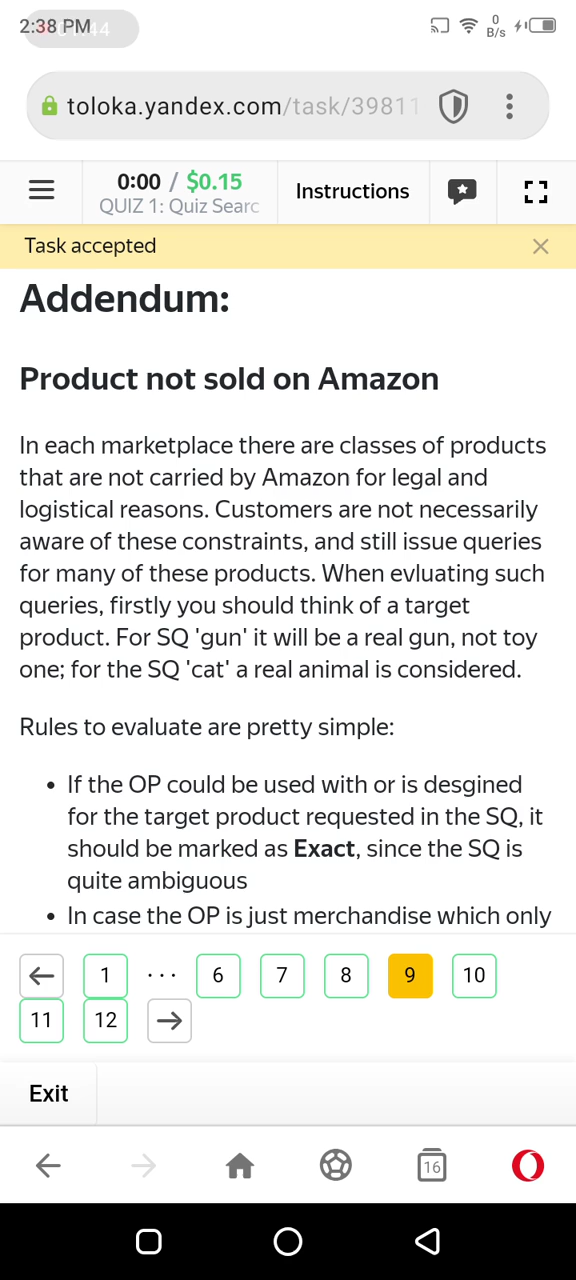 2:38 PM
0
B/s
toloka.yandex.com/task/39811
0:00 / $0.15
QUIZ 1: Quiz Searc
Instructions
Task accepted
Addendum:
Product not sold on Amazon
In each marketplace there are classes of products
that are not carried by Amazon for legal and
logistical reasons. Customers are not necessarily
aware of these constraints, and still issue queries
for many of these products. When evluating such
queries, firstly you should think of a target
product. For SQ 'gun' it will be a real gun, not toy
one; for the SQ 'cat' a real animal is considered.
Rules to evaluate are pretty simple:
• If the OP could be used with or is desgined
for the target product requested in the SQ, it
should be marked as Exact, since the SQ is
quite ambiguous
• In case the OP is just merchandise which only
1 ... 6 7 8 9 10
11 12
Exit
16